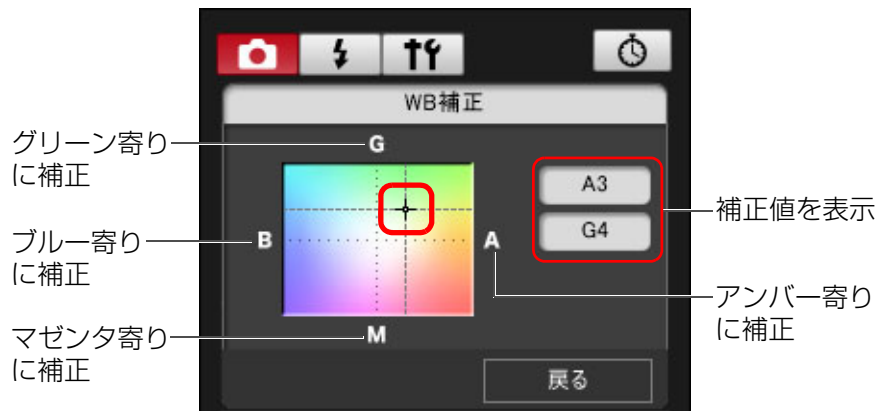 WB補正
グリーン寄り
に補正
G
A3
G4
補正値を表示
ブルー寄り
に補正
B
A
アンバー寄り
に補正
マゼンタ寄り
に補正
M
戻る